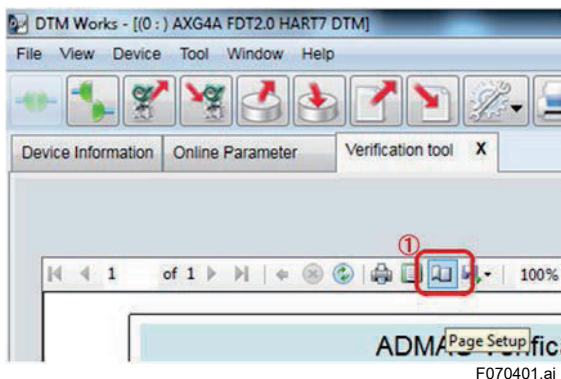 DTM Works - [(0 : ) AXG4A FDT2.0 HART7 DTM]
File View Device Tool Window Help
Device Information Online Parameter Verification tool X
①
1 of 1 100%
Page Setup
F070401.ai